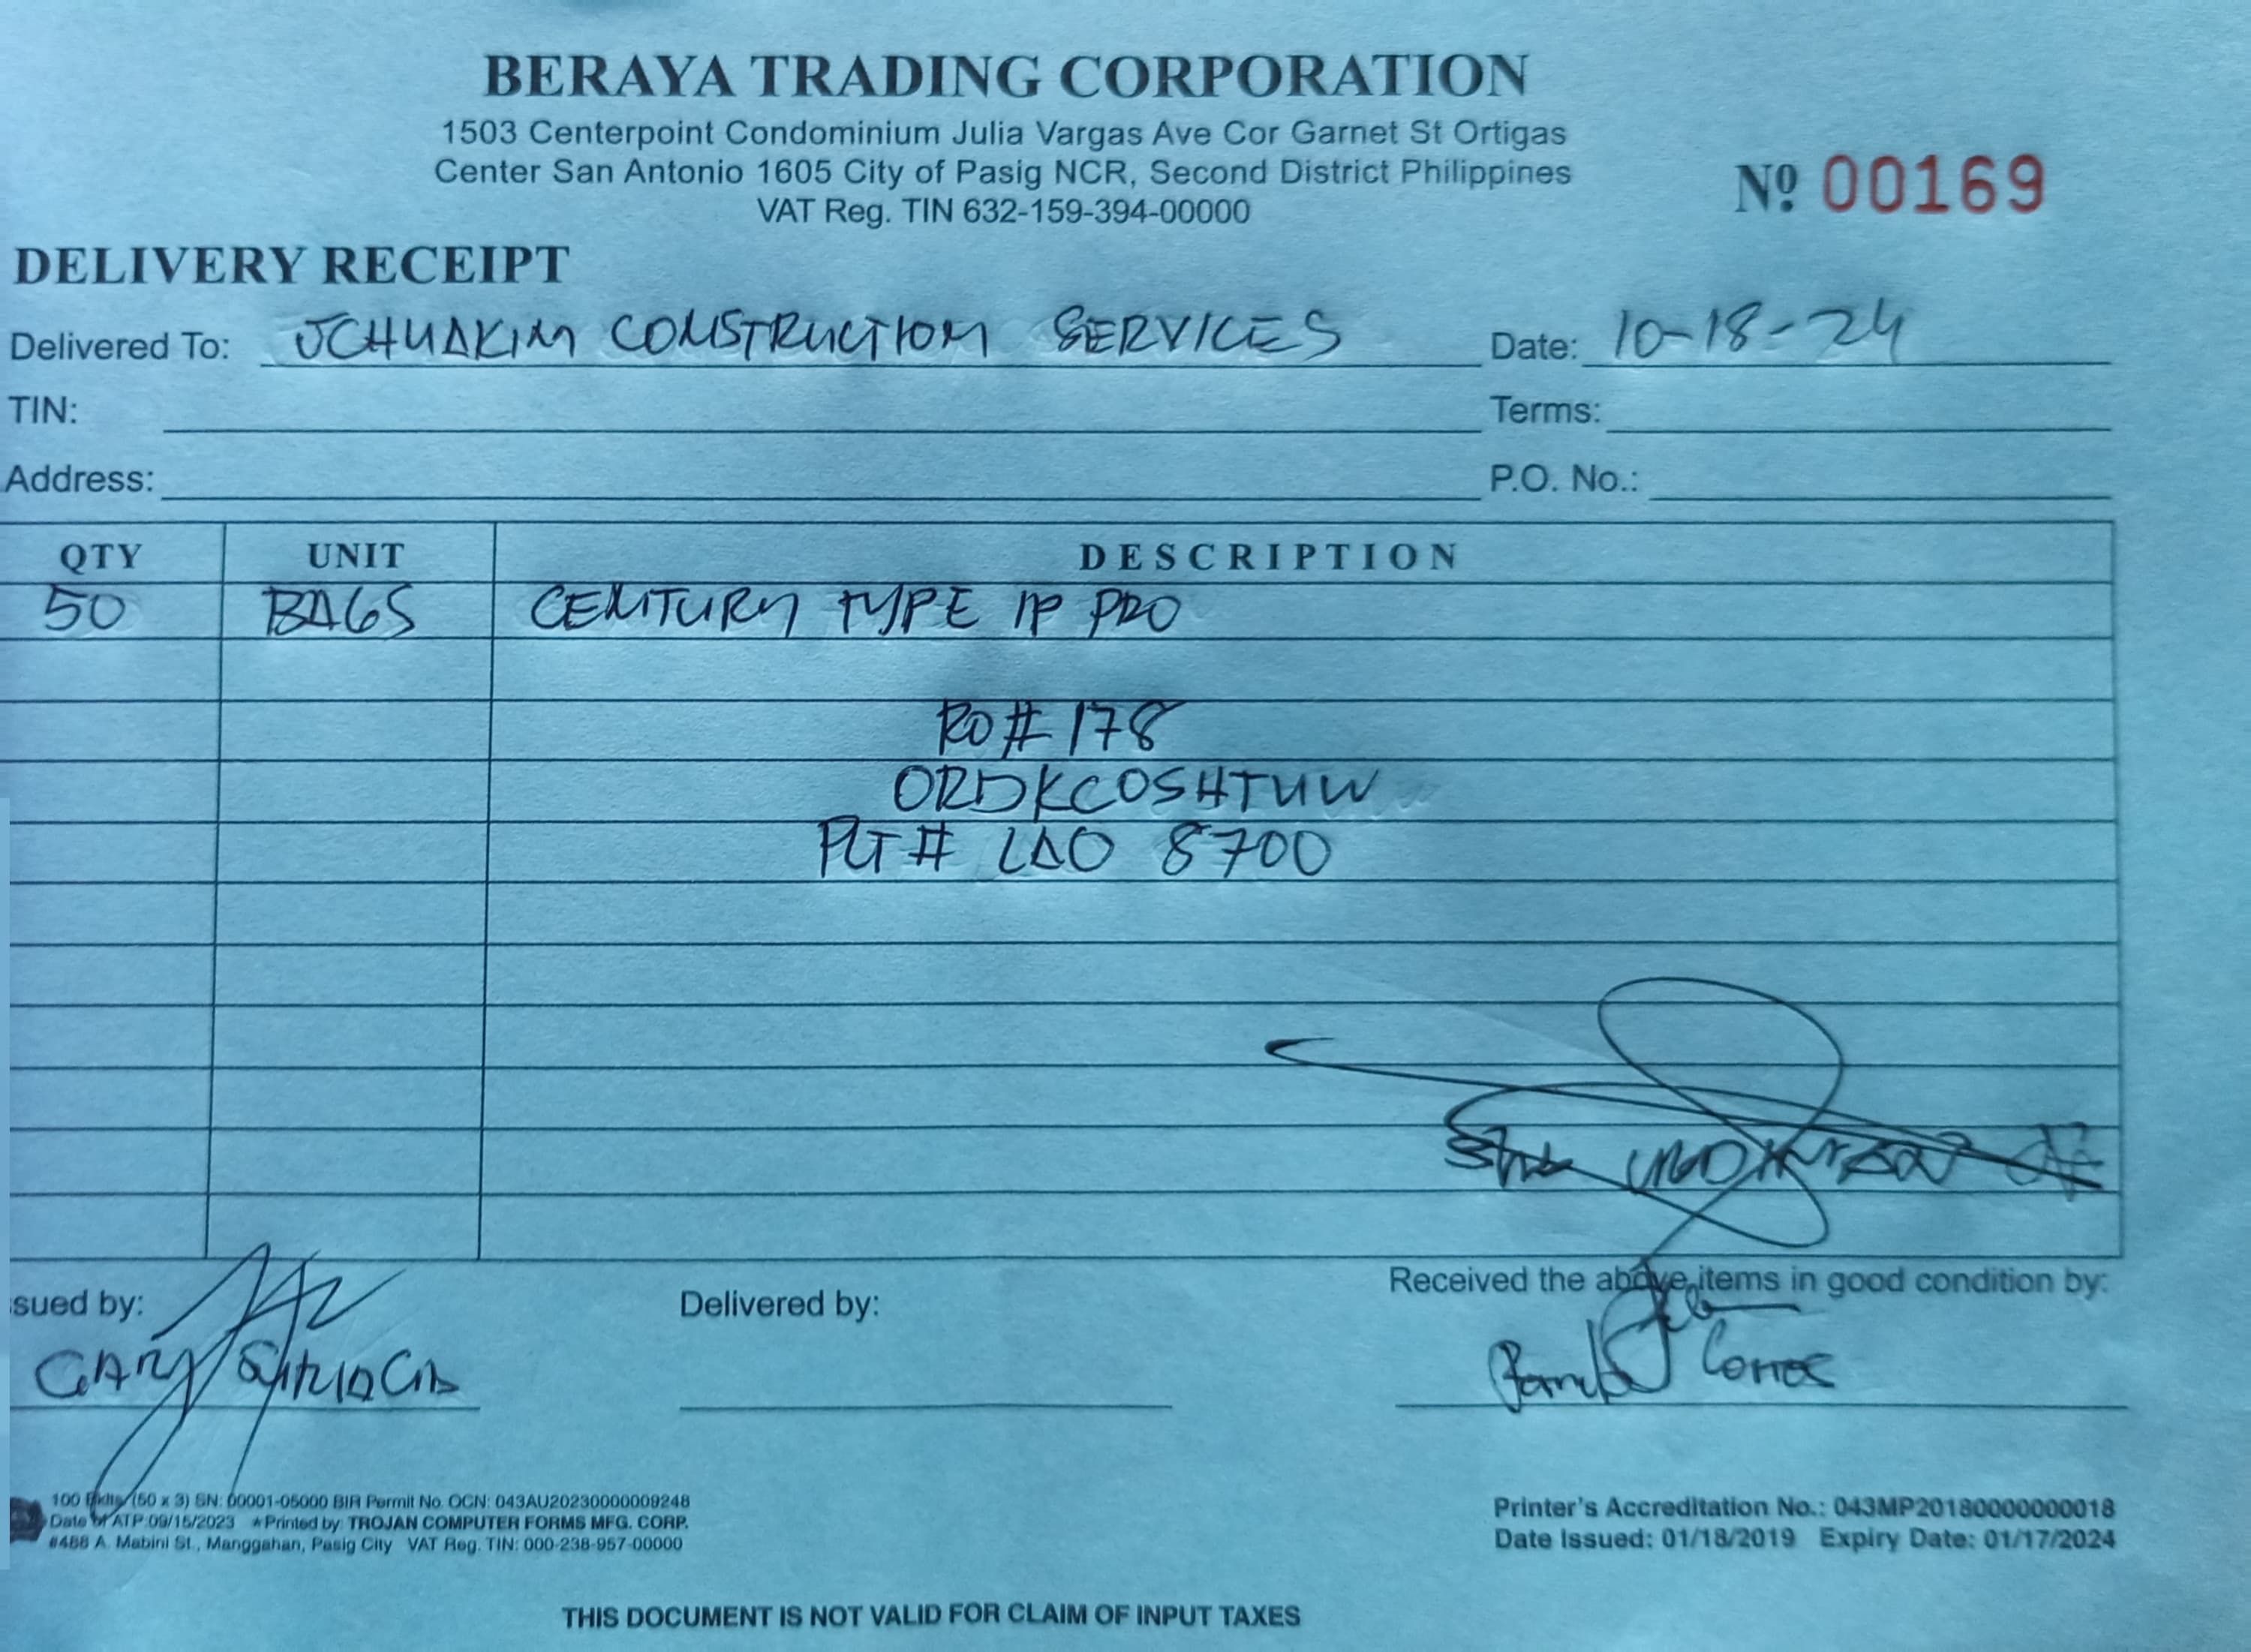 BERAYA TRADING CORPORATION
1503 Centerpoint Condominium Julia Vargas Ave Cor Garnet St Ortigas
Center San Antonio 1605 City of Pasig NCR, Second District Philippines
VAT Reg. TIN 632-159-394-00000
Nº 00169
DELIVERY RECEIPT
Delivered To: JCHUAKIM CONSTRUCTION SERVICES Date: 10-18-24
TIN: Terms:
Address: P.O. No.:
QTY UNIT DESCRIPTION
50 BAGS CENTURY TYPE 1P PRO
RO# 178
ORDKCOSHTUW
PLT# LAO 8700
sued by: Delivered by: Received the above items in good condition by:
GARY
100 Bklts (50 x 3) SN: 00001-05000 BIR Permit No. OCN: 043AU20230000009248
Date of ATP 09/15/2023 *Printed by: TROJAN COMPUTER FORMS MFG. CORP.
#488 A. Mabini St., Manggahan, Pasig City VAT Reg. TIN: 000-238-957-00000
Printer's Accreditation No.: 043MP20180000000018
Date Issued: 01/18/2019 Expiry Date: 01/17/2024
THIS DOCUMENT IS NOT VALID FOR CLAIM OF INPUT TAXES